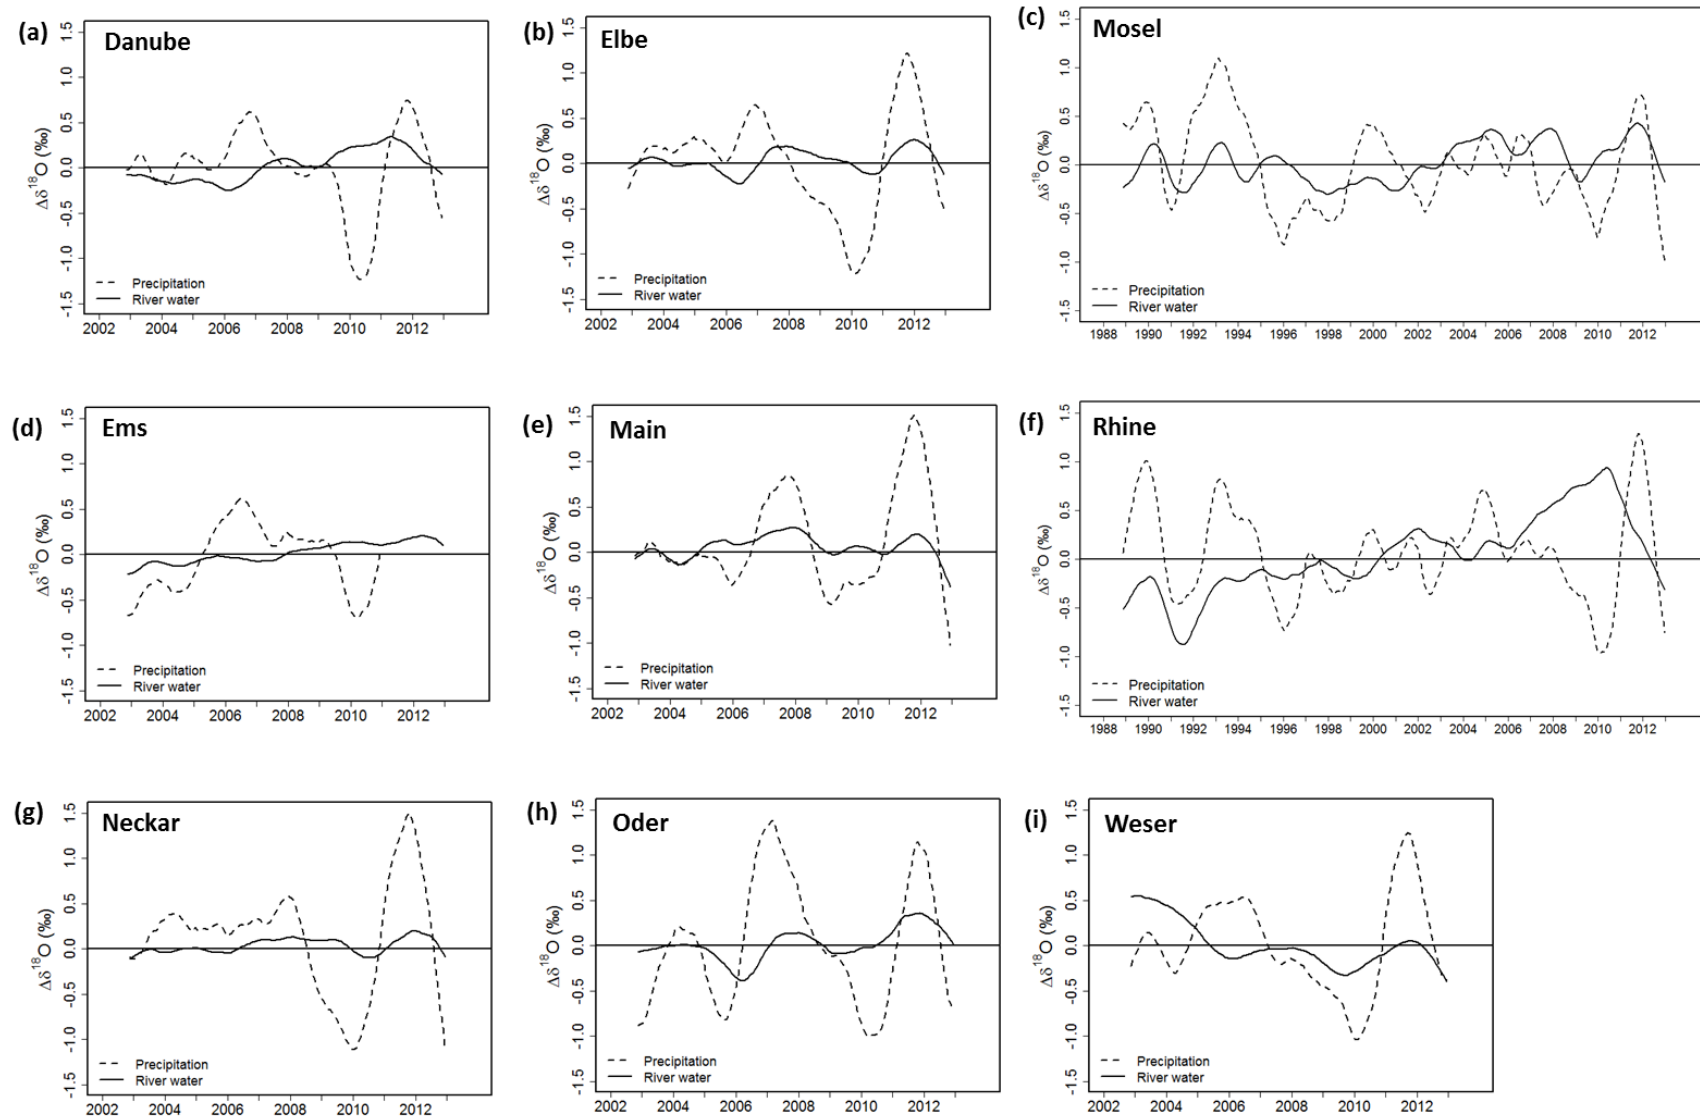 (a) Danube
Δδ¹⁸O (‰)
1.5
1.0
0.5
0.0
-0.5
-1.0
-1.5
Precipitation
River water
2002 2004 2006 2008 2010 2012
(b) Elbe
Δδ¹⁸O (‰)
1.5
1.0
0.5
0.0
-0.5
-1.0
-1.5
Precipitation
River water
2002 2004 2006 2008 2010 2012
(c) Mosel
Δδ¹⁸O (‰)
1.5
1.0
0.5
0.0
-0.5
-1.0
-1.5
Precipitation
River water
1988 1990 1992 1994 1996 1998 2000 2002 2004 2006 2008 2010 2012
(d) Ems
Δδ¹⁸O (‰)
1.5
1.0
0.5
0.0
-0.5
-1.0
-1.5
Precipitation
River water
2002 2004 2006 2008 2010 2012
(e) Main
Δδ¹⁸O (‰)
1.5
1.0
0.5
0.0
-0.5
-1.0
-1.5
Precipitation
River water
2002 2004 2006 2008 2010 2012
(f) Rhine
Δδ¹⁸O (‰)
1.5
1.0
0.5
0.0
-0.5
-1.0
-1.5
Precipitation
River water
1988 1990 1992 1994 1996 1998 2000 2002 2004 2006 2008 2010 2012
(g) Neckar
Δδ¹⁸O (‰)
1.5
1.0
0.5
0.0
-0.5
-1.0
-1.5
Precipitation
River water
2002 2004 2006 2008 2010 2012
(h) Oder
Δδ¹⁸O (‰)
1.5
1.0
0.5
0.0
-0.5
-1.0
-1.5
Precipitation
River water
2002 2004 2006 2008 2010 2012
(i) Weser
Δδ¹⁸O (‰)
1.5
1.0
0.5
0.0
-0.5
-1.0
-1.5
Precipitation
River water
2002 2004 2006 2008 2010 2012